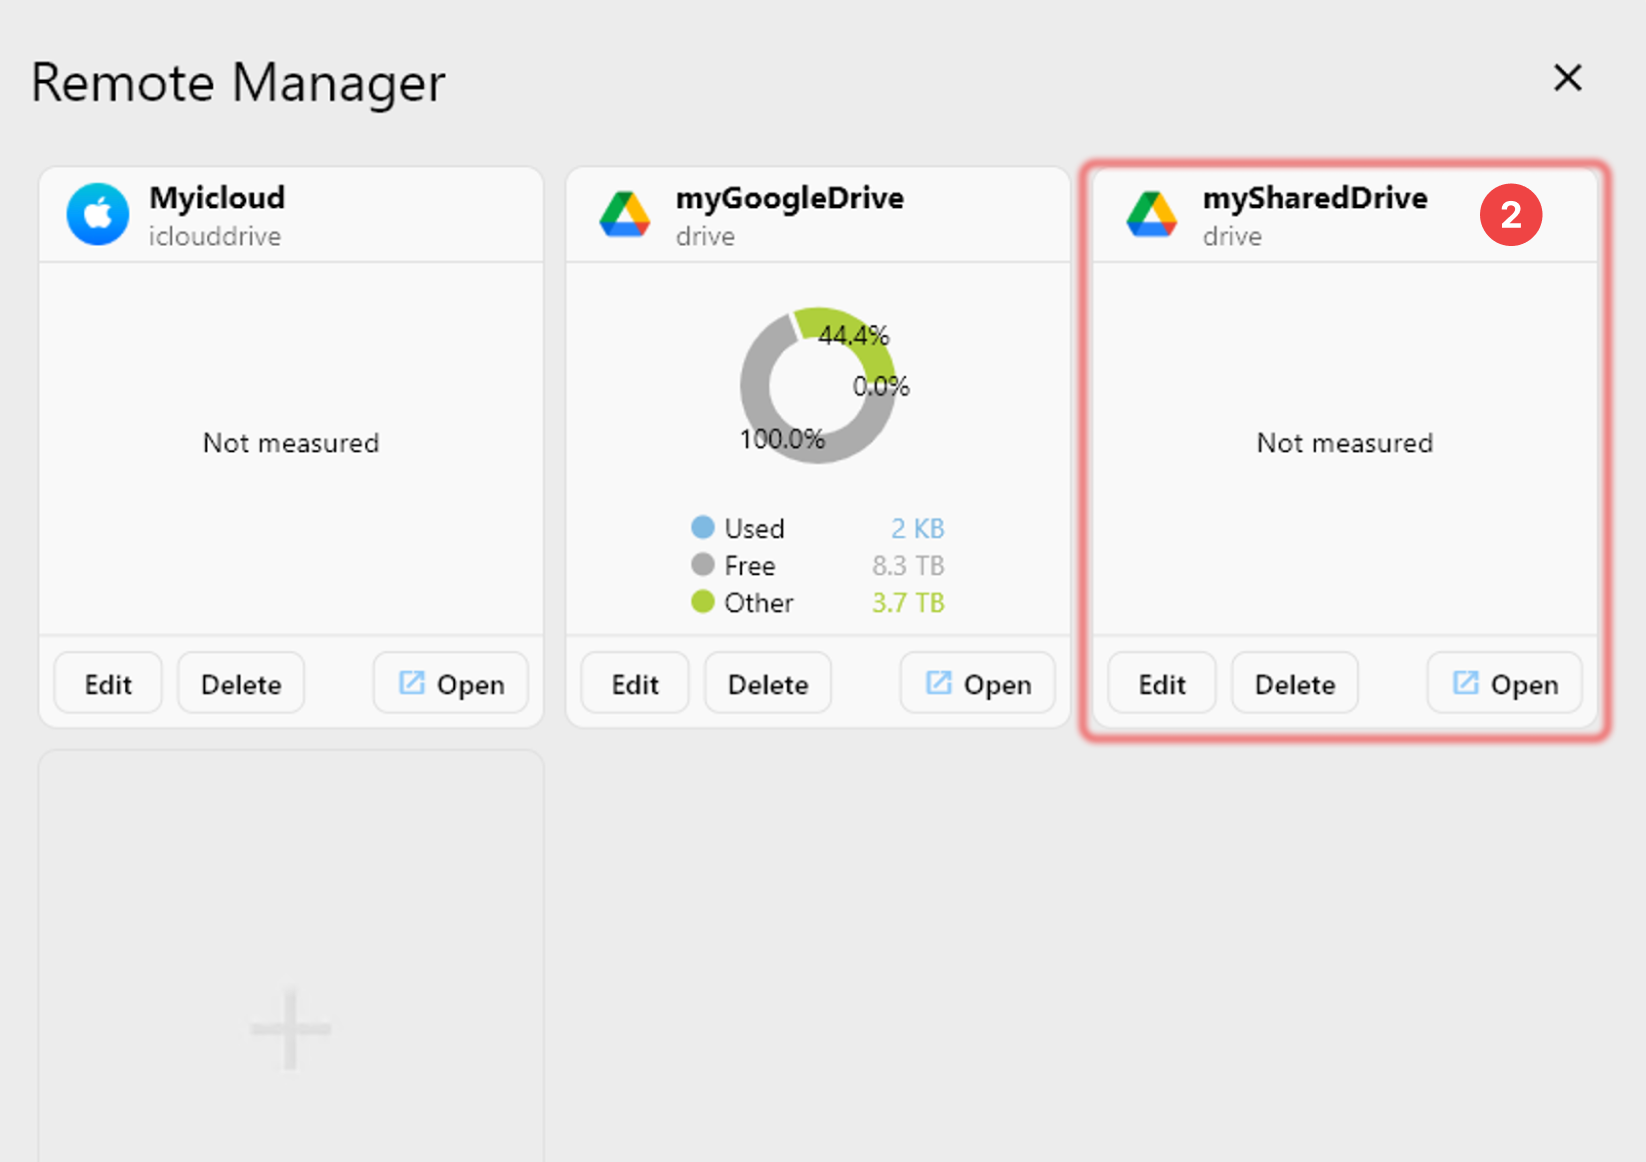 Remote Manager
Myicloud
iclouddrive
Not measured
Edit
Delete
Open
myGoogleDrive
drive
44.4%
0.0%
100.0%
Used 2 KB
Free 8.3 TB
Other 3.7 TB
Edit
Delete
Open
mySharedDrive
drive
2
Not measured
Edit
Delete
Open